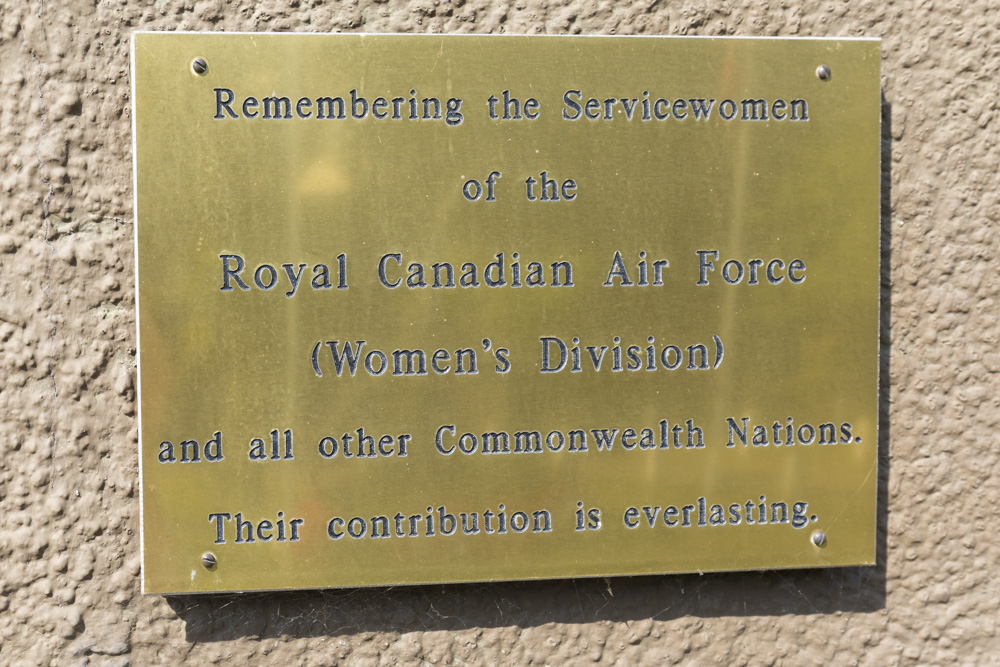 Remembering the Servicewomen
of the
Royal Canadian Air Force
(Women's Division)
and all other Commonwealth Nations.
Their contribution is everlasting.